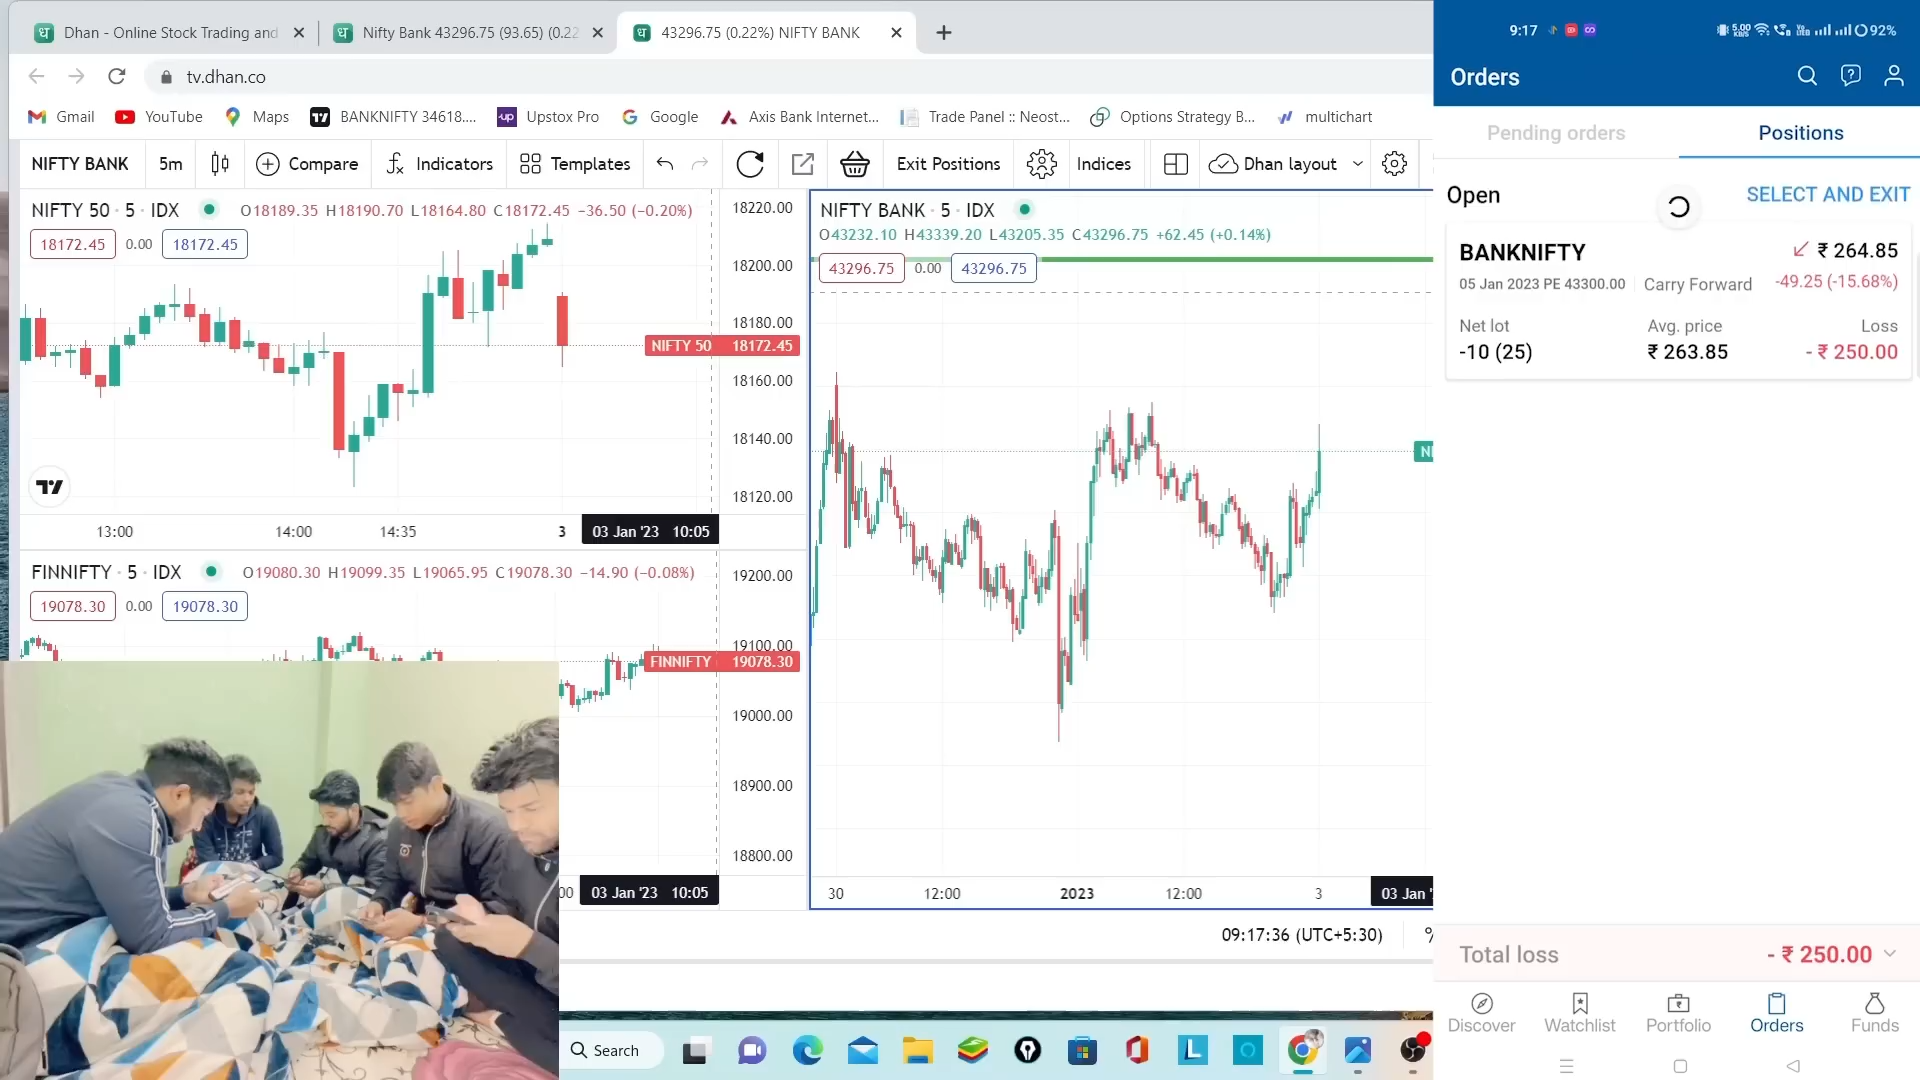 Dhan - Online Stock Trading and
Nifty Bank 43296.75 (93.65) (0.22
43296.75 (0.22%) NIFTY BANK
tv.dhan.co
Gmail
YouTube
Maps
BANKNIFTY 34618....
Upstox Pro
Google
Axis Bank Internet...
Trade Panel :: Neost...
Options Strategy B...
multichart
NIFTY BANK
5m
Compare
Indicators
Templates
Exit Positions
Indices
Dhan layout
NIFTY 50 · 5 · IDX
O18189.35 H18190.70 L18164.80 C18172.45 −36.50 (−0.20%)
18172.45 0.00 18172.45
18220.00
18200.00
18180.00
NIFTY 50 18172.45
18160.00
18140.00
18120.00
13:00 14:00 14:35 3 03 Jan '23 10:05
FINNIFTY · 5 · IDX
O19080.30 H19099.35 L19065.95 C19078.30 −14.90 (−0.08%)
19078.30 0.00 19078.30
19200.00
19100.00
FINNIFTY 19078.30
19000.00
18900.00
18800.00
00 03 Jan '23 10:05
NIFTY BANK · 5 · IDX
O43232.10 H43339.20 L43205.35 C43296.75 +62.45 (+0.14%)
43296.75 0.00 43296.75
30 12:00 2023 12:00 3 03 Jan '
09:17:36 (UTC+5:30) %
Search
9:17
5.00 KB/S
92%
Orders
Pending orders
Positions
Open
SELECT AND EXIT
BANKNIFTY
₹ 264.85
05 Jan 2023 PE 43300.00
Carry Forward
-49.25 (-15.68%)
Net lot
Avg. price
Loss
-10 (25)
₹ 263.85
- ₹ 250.00
Total loss
- ₹ 250.00
Discover
Watchlist
Portfolio
Orders
Funds